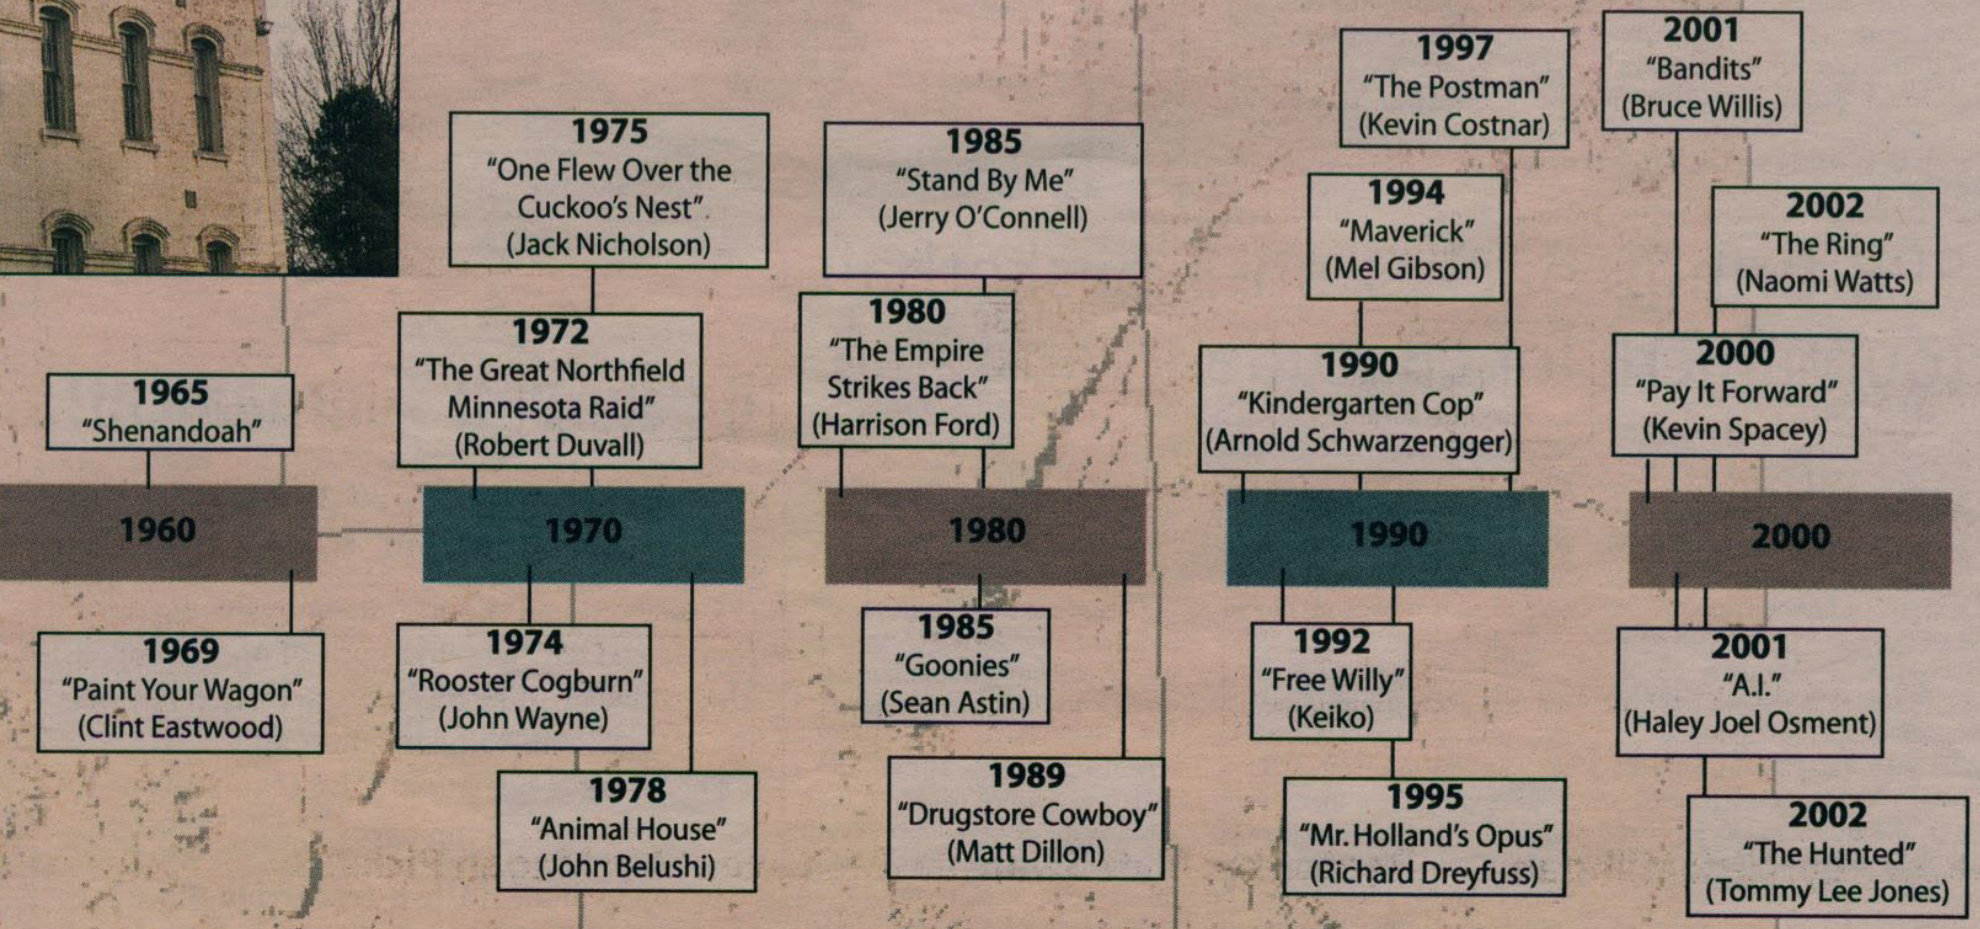 1965
“Shenandoah”
1975
“One Flew Over the
Cuckoo’s Nest”
(Jack Nicholson)
1972
“The Great Northfield
Minnesota Raid”
(Robert Duvall)
1985
“Stand By Me”
(Jerry O’Connell)
1980
“The Empire
Strikes Back”
(Harrison Ford)
1997
“The Postman”
(Kevin Costnar)
1994
“Maverick”
(Mel Gibson)
1990
“Kindergarten Cop”
(Arnold Schwarzengger)
2001
“Bandits”
(Bruce Willis)
2002
“The Ring”
(Naomi Watts)
2000
“Pay It Forward”
(Kevin Spacey)
1960
1970
1980
1990
2000
1969
“Paint Your Wagon”
(Clint Eastwood)
1974
“Rooster Cogburn”
(John Wayne)
1978
“Animal House”
(John Belushi)
1985
“Goonies”
(Sean Astin)
1989
“Drugstore Cowboy”
(Matt Dillon)
1992
“Free Willy”
(Keiko)
1995
“Mr. Holland’s Opus”
(Richard Dreyfuss)
2001
“A.I.”
(Haley Joel Osment)
2002
“The Hunted”
(Tommy Lee Jones)